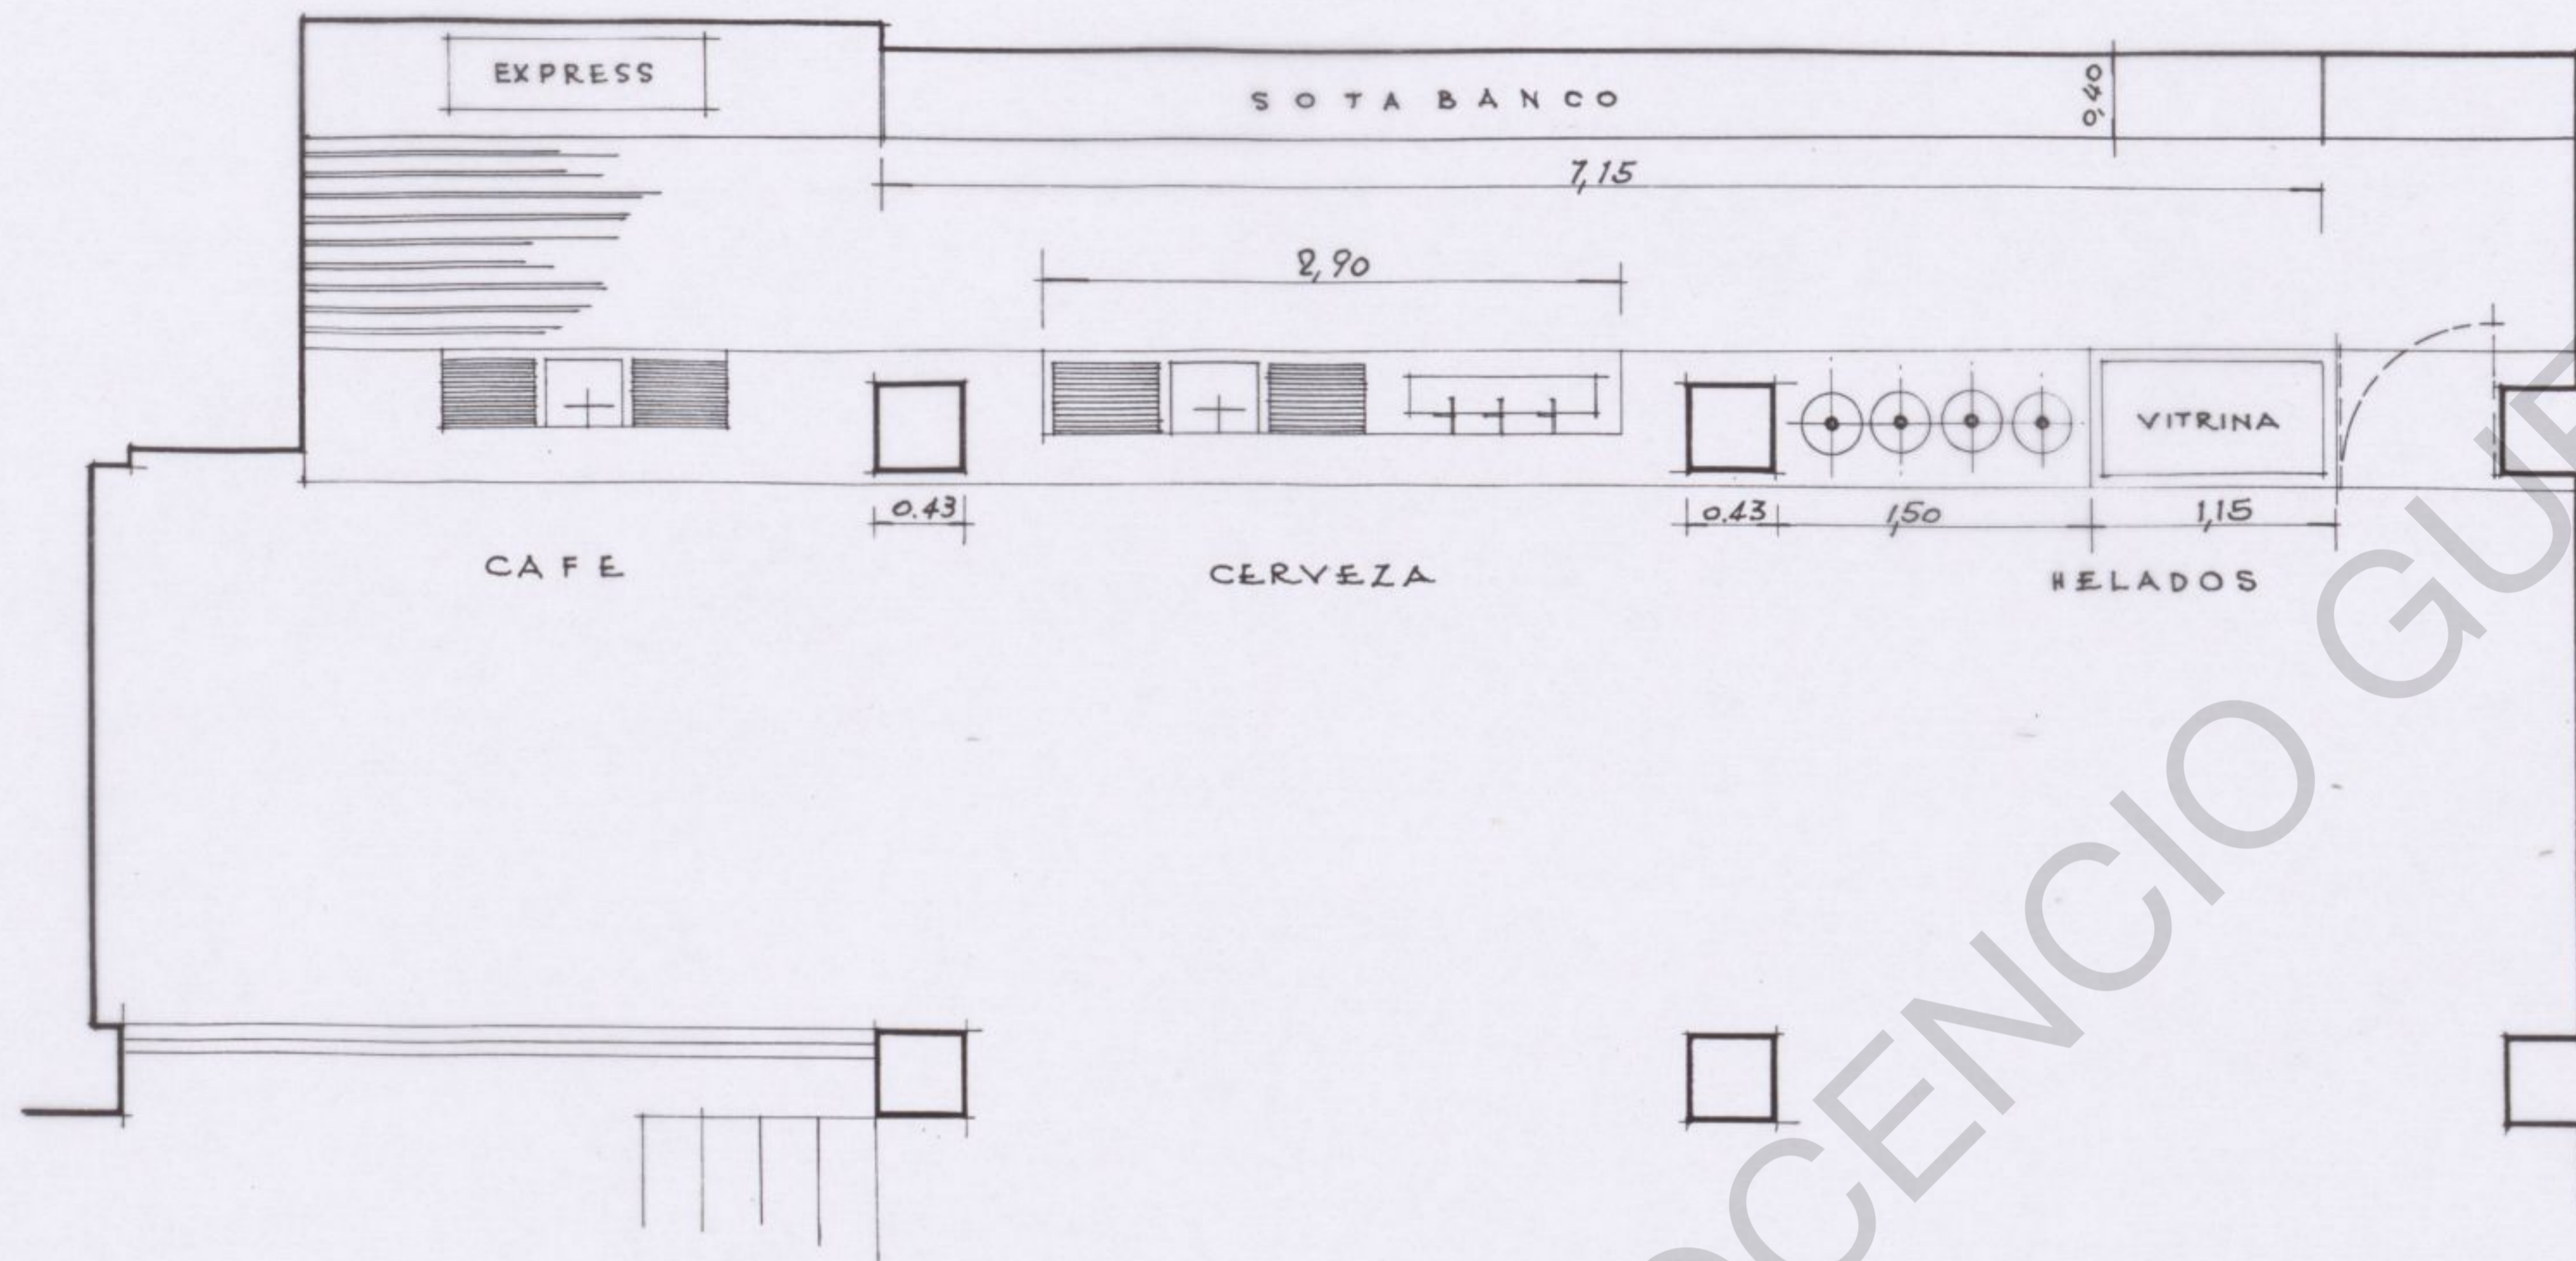 EXPRESS
SOTABANCO
0,40
7,15
2,90
VITRINA
0.43
0.43
1,50
1,15
CAFE
CERVEZA
HELADOS